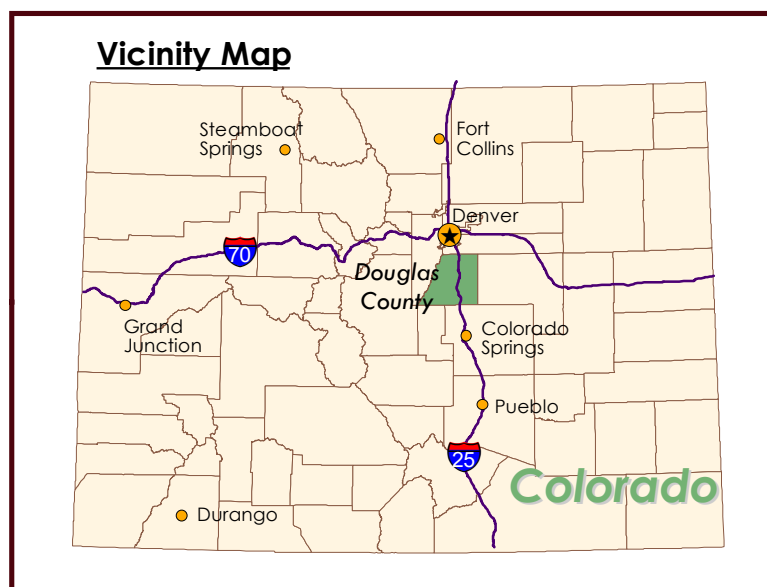 Vicinity Map
Steamboat
Springs
Fort
Collins
Denver
70
Douglas
County
Grand
Junction
Colorado
Springs
Pueblo
25
Colorado
Durango